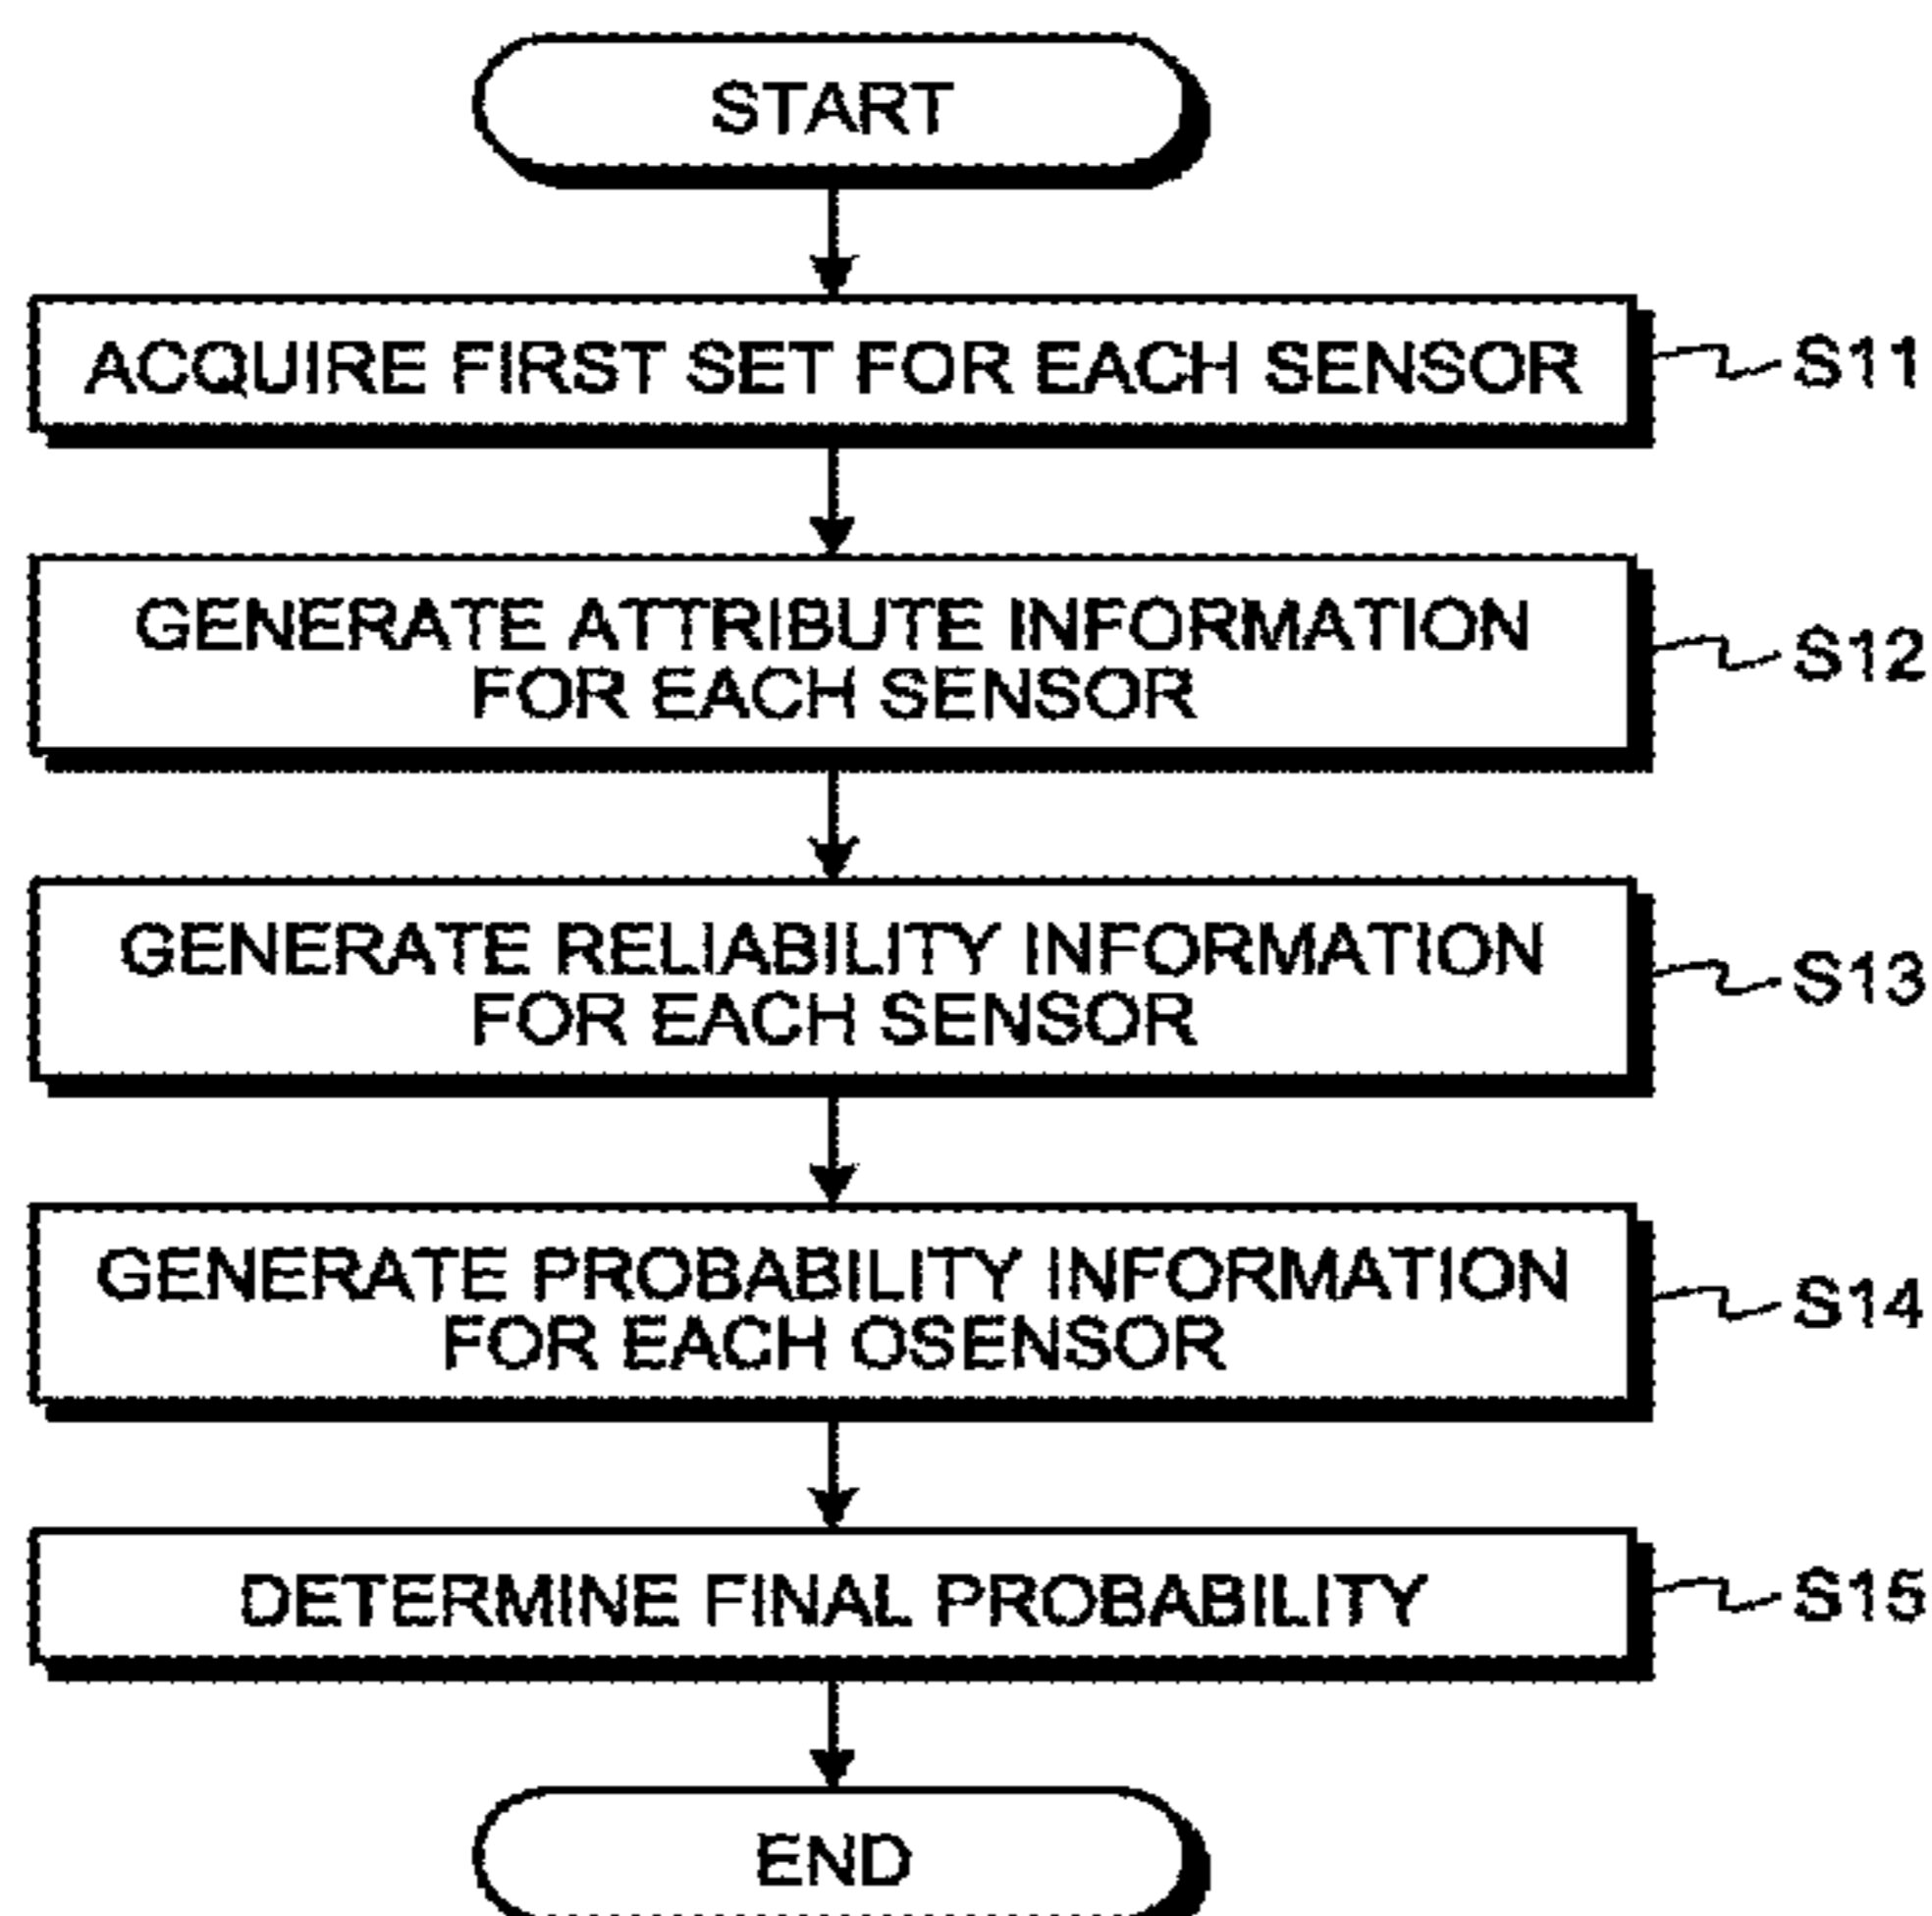 START
ACQUIRE FIRST SET FOR EACH SENSOR
S11
GENERATE ATTRIBUTE INFORMATION
FOR EACH SENSOR
S12
GENERATE RELIABILITY INFORMATION
FOR EACH SENSOR
S13
GENERATE PROBABILITY INFORMATION
FOR EACH OSENSOR
S14
DETERMINE FINAL PROBABILITY
S15
END